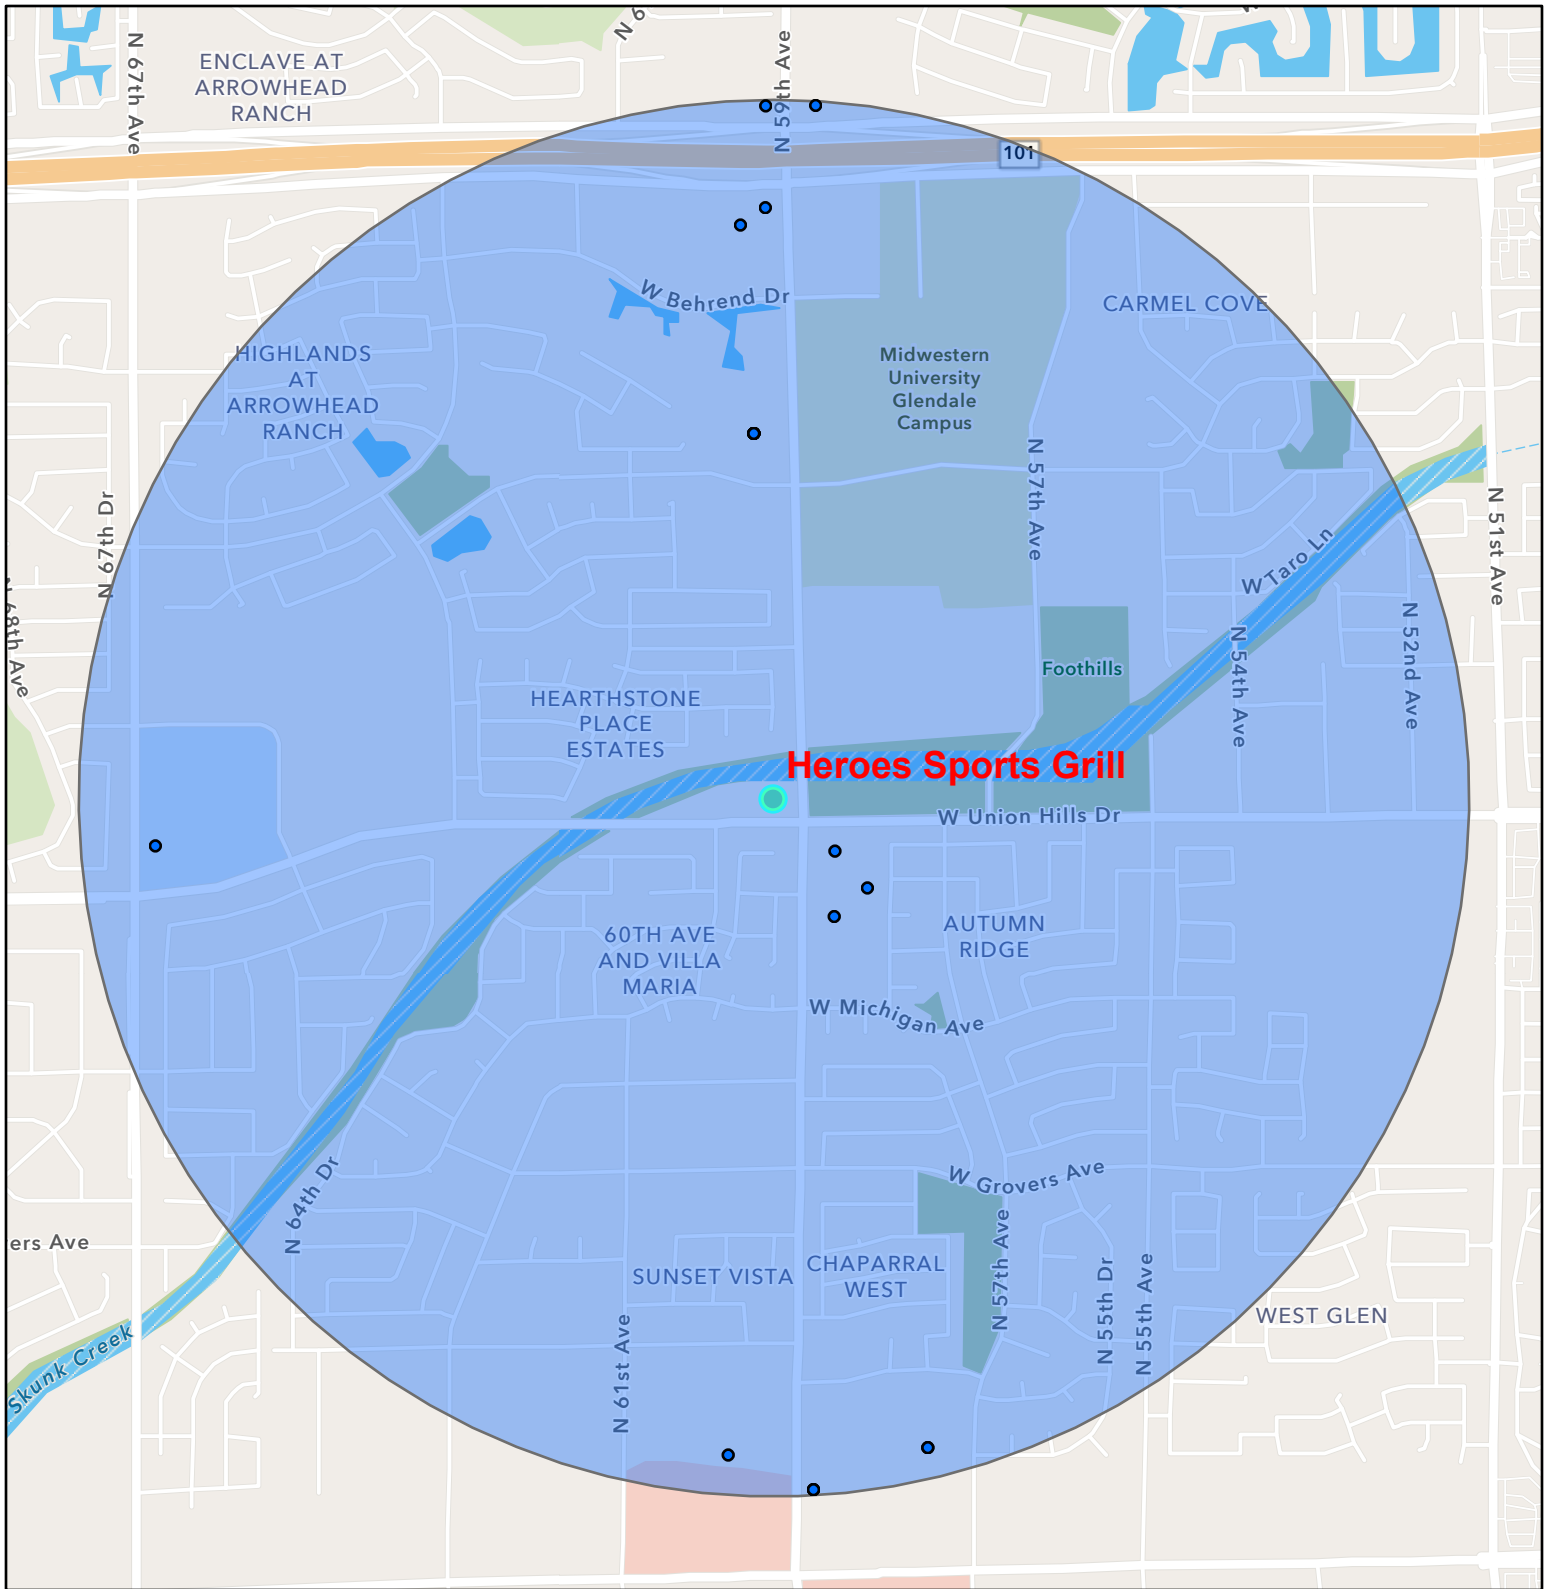 N 6
N 67th Ave
ENCLAVE AT
ARROWHEAD
RANCH
N 59th Ave
101
W Behrend Dr
CARMEL COVE
HIGHLANDS
AT
ARROWHEAD
RANCH
Midwestern
University
Glendale
Campus
N 57th Ave
N 67th Dr
N 51st Ave
W Taro Ln
N 68th Ave
N 54th Ave
N 52nd Ave
Foothills
HEARTHSTONE
PLACE
ESTATES
Heroes Sports Grill
W Union Hills Dr
60TH AVE
AND VILLA
MARIA
AUTUMN
RIDGE
W Michigan Ave
N 64th Dr
W Grovers Ave
ers Ave
SUNSET VISTA
CHAPARRAL
WEST
N 57th Ave
N 55th Dr
N 55th Ave
WEST GLEN
Skunk Creek
N 61st Ave